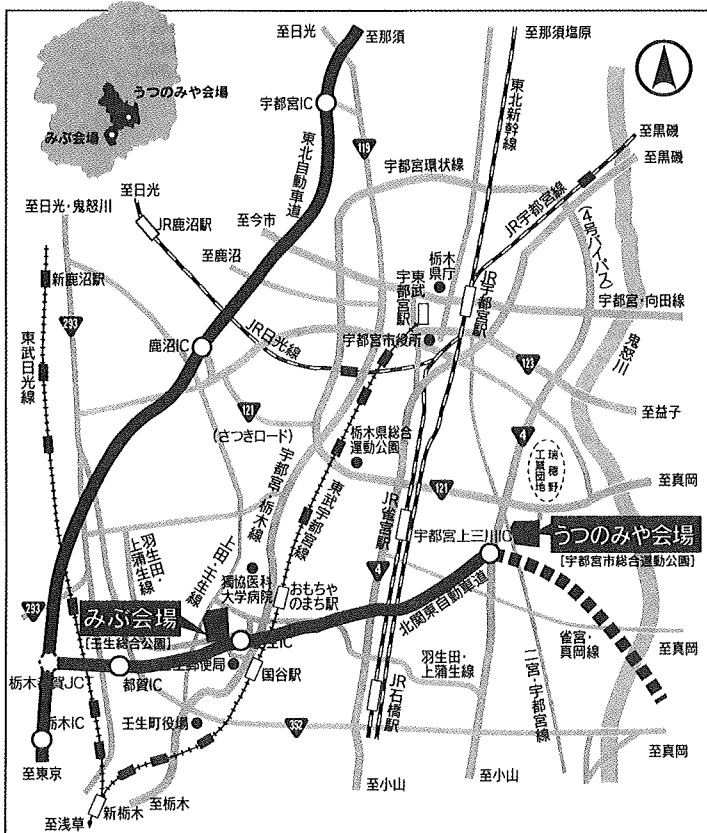 至日光
至那須
至那須塩原
うつのみや会場
みぶ会場
宇都宮IC
東北自動車道
東北新幹線
119
宇都宮環状線
至黒磯
至黒磯
JR宇都宮線
(4号バイパス)
至日光・鬼怒川
至日光
JR鹿沼駅
至今市
至鹿沼
新鹿沼駅
栃木県庁
東武宇都宮駅
JR宇都宮駅
宇都宮・向田線
鬼怒川
293
東武日光線
鹿沼IC
JR日光線
宇都宮市役所
123
至益子
121
(さつきロード)
栃木県総合運動公園
4
瑞穂野工業団地
121
至真岡
宇都宮・栃木線
東武宇都宮線
JR雀宮駅
宇都宮上三川IC
うつのみや会場
[宇都宮市総合運動公園]
羽生田・上蒲生線
上田・壬生線
獨協医科大学病院
おもちゃのまち駅
4
北関東自動車道
293
みぶ会場
[壬生総合公園]
生IC
雀宮・真岡線
至真岡
栃木都賀JC
都賀IC
郵便局
国谷駅
羽生田・上蒲生線
二宮・宇都宮線
JR石橋駅
栃木IC
壬生町役場
352
至真岡
至東京
至浅草
新栃木
至栃木
至小山
至小山